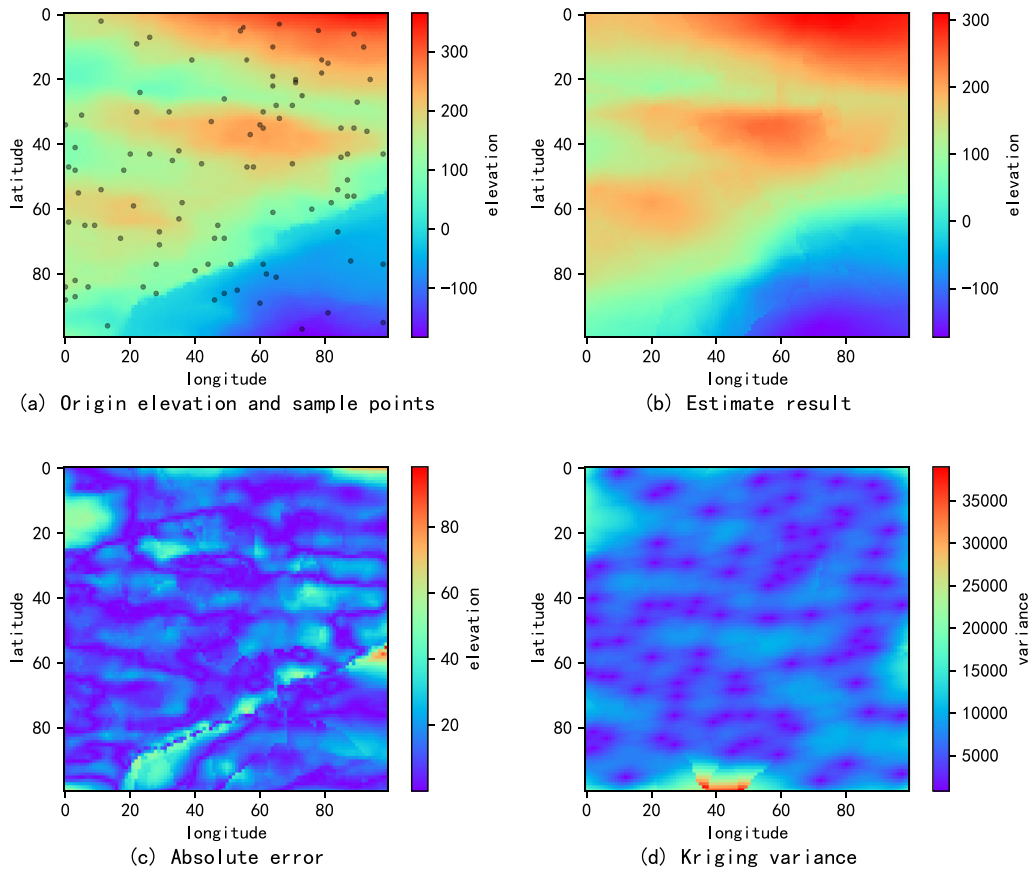 0
20
40
60
80
latitude
0 20 40 60 80
longitude
300
200
100
0
−100
elevation
(a) Origin elevation and sample points
0
20
40
60
80
latitude
0 20 40 60 80
longitude
300
200
100
0
−100
elevation
(b) Estimate result
0
20
40
60
80
latitude
0 20 40 60 80
longitude
80
60
40
20
elevation
(c) Absolute error
0
20
40
60
80
latitude
0 20 40 60 80
longitude
35000
30000
25000
20000
15000
10000
5000
variance
(d) Kriging variance